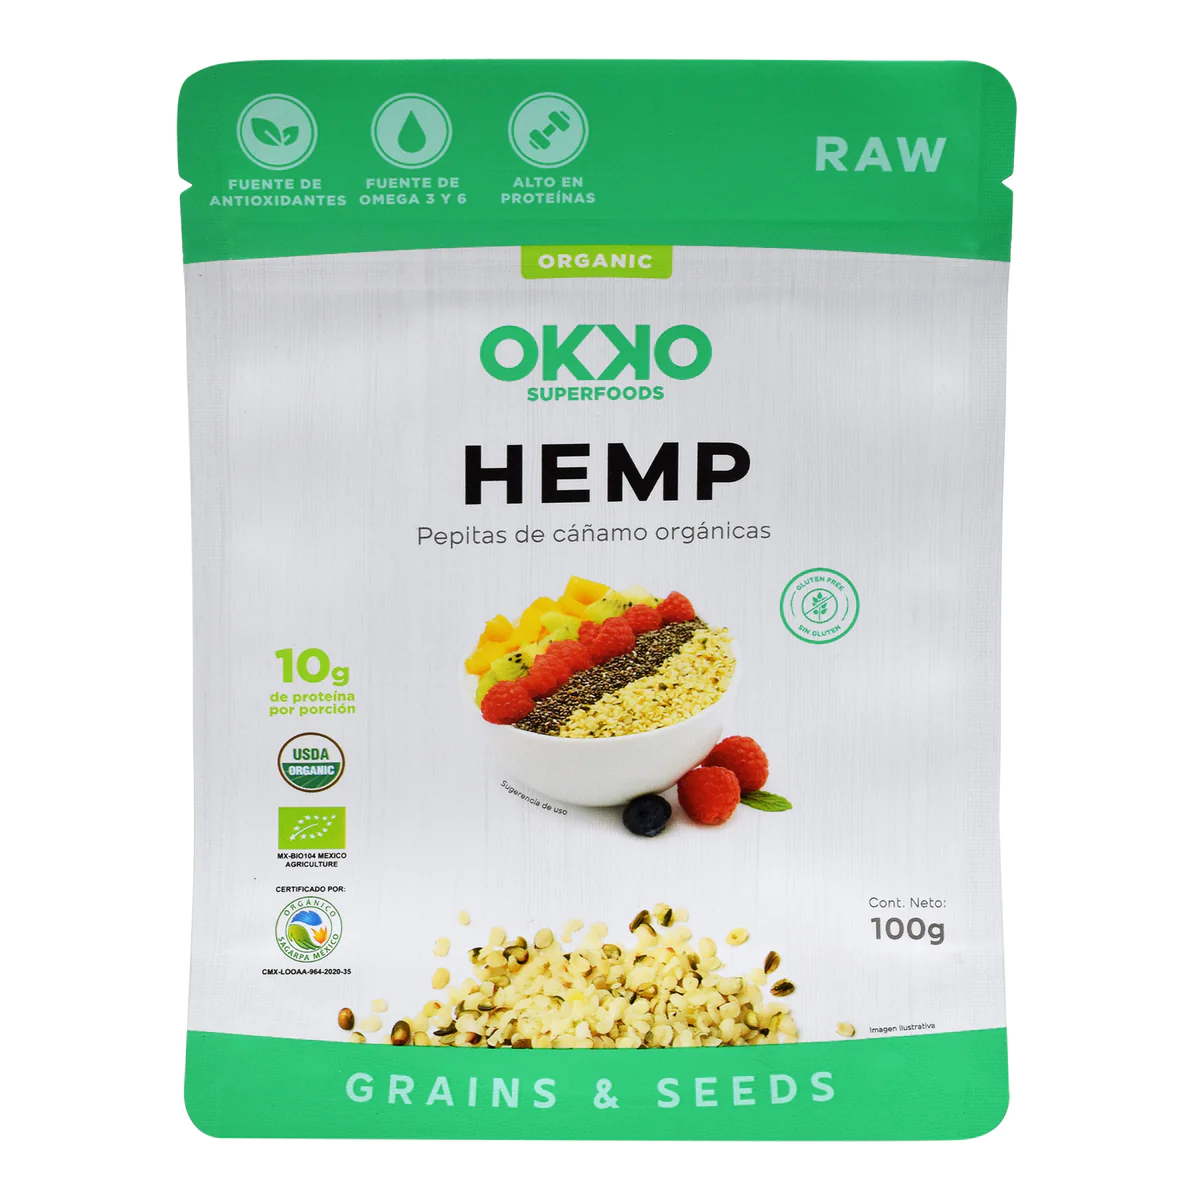 RAW
FUENTE DE
ANTIOXIDANTES
FUENTE DE
OMEGA 3 Y 6
ALTO EN
PROTEÍNAS
ORGANIC
OKKO
SUPERFOODS
HEMP
Pepitas de cáñamo orgánicas
GLUTEN FREE
SIN GLUTEN
10g
de proteína
por porción
USDA
ORGANIC
MX-BIO104 MEXICO
AGRICULTURE
Sugerencia de uso
CERTIFICADO POR:
ORGÁNICO
SAGARPA MÉXICO
CMX-LOOAA-964-2020-35
Cont. Neto:
100g
Imagen ilustrativa
GRAINS & SEEDS